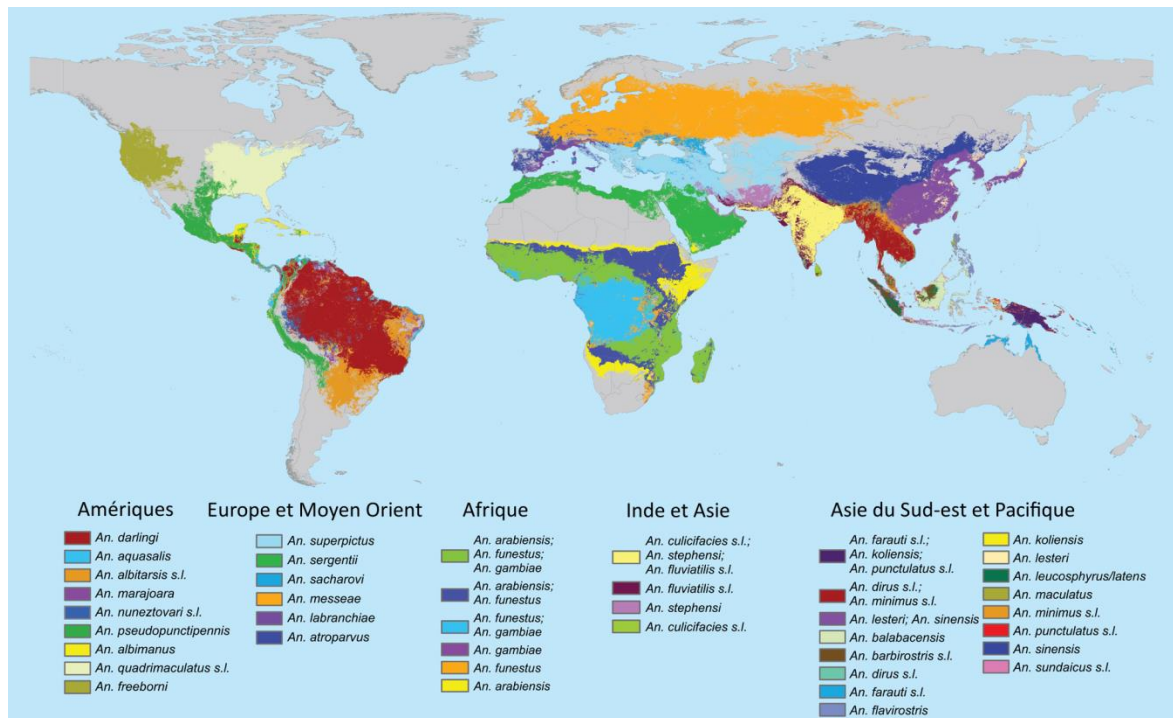 Amériques
An. darlingi
An. aquasalis
An. albitarsis s.l.
An. marajoara
An. nuneztovari s.l.
An. pseudopunctipennis
An. albimanus
An. quadrimaculatus s.l.
An. freeborni
Europe et Moyen Orient
An. superpictus
An. sergentii
An. sacharovi
An. messeae
An. labranchiae
An. atroparvus
Afrique
An. arabiensis;
An. funestus;
An. gambiae
An. arabiensis;
An. funestus
An. funestus;
An. gambiae
An. gambiae
An. funestus
An. arabiensis
Inde et Asie
An. culicifacies s.l.;
An. stephensi;
An. fluviatilis s.l.
An. fluviatilis s.l.
An. stephensi
An. culicifacies s.l.
Asie du Sud-est et Pacifique
An. farauti s.l.;
An. koliensis;
An. punctulatus s.l.
An. dirus s.l.;
An. minimus s.l.
An. lesteri; An. sinensis
An. balabacensis
An. barbirostris s.l.
An. dirus s.l.
An. farauti s.l.
An. flavirostris
An. koliensis
An. lesteri
An. leucosphyrus/latens
An. maculatus
An. minimus s.l.
An. punctulatus s.l.
An. sinensis
An. sundaicus s.l.